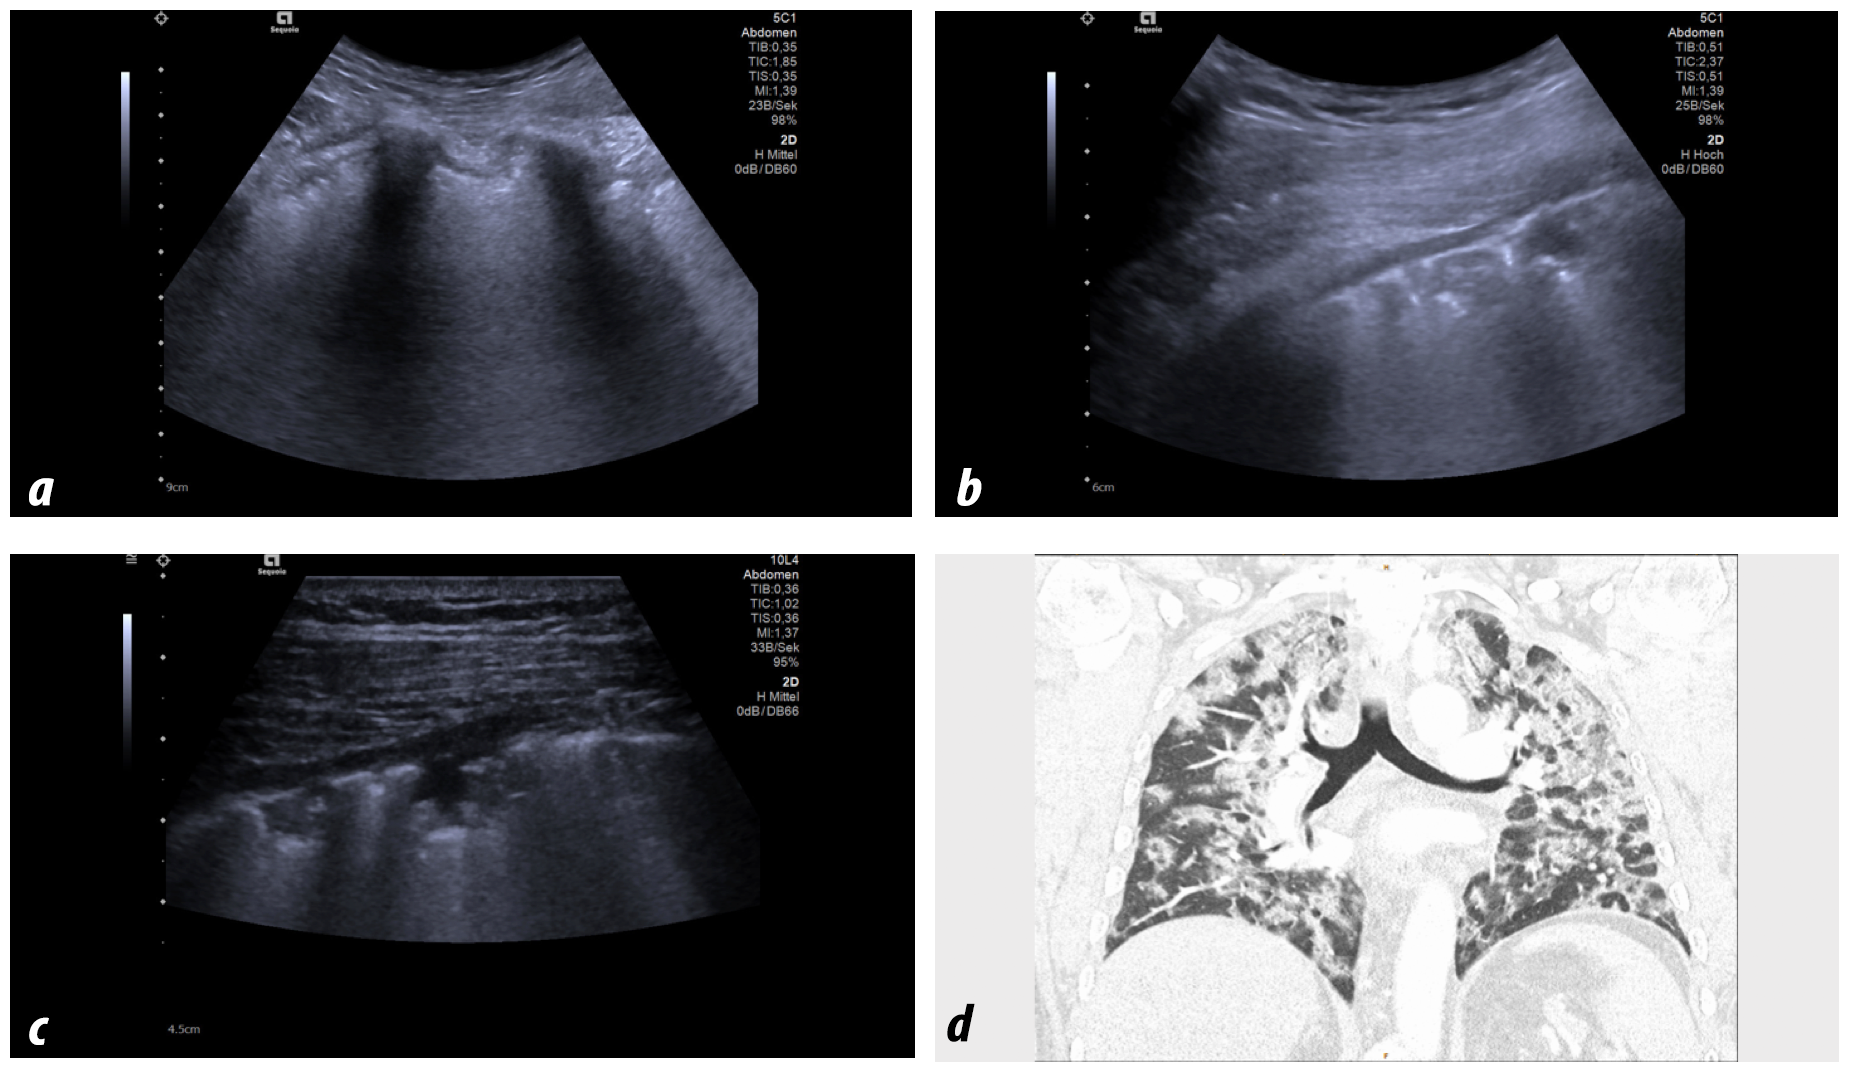 Sequoia
5C1
Abdomen
TIB:0,35
TIC:1,85
TIS:0,35
MI:1,39
23B/Sek
98%
2D
H Mittel
0dB/DB60
9cm
a
Sequoia
5C1
Abdomen
TIB:0,51
TIC:2,37
TIS:0,51
MI:1,39
25B/Sek
98%
2D
H Hoch
0dB/DB60
6cm
b
Sequoia
10L4
Abdomen
TIB:0,36
TIC:1,02
TIS:0,36
MI:1,37
33B/Sek
95%
2D
H Mittel
0dB/DB66
4.5cm
c
H
F
d